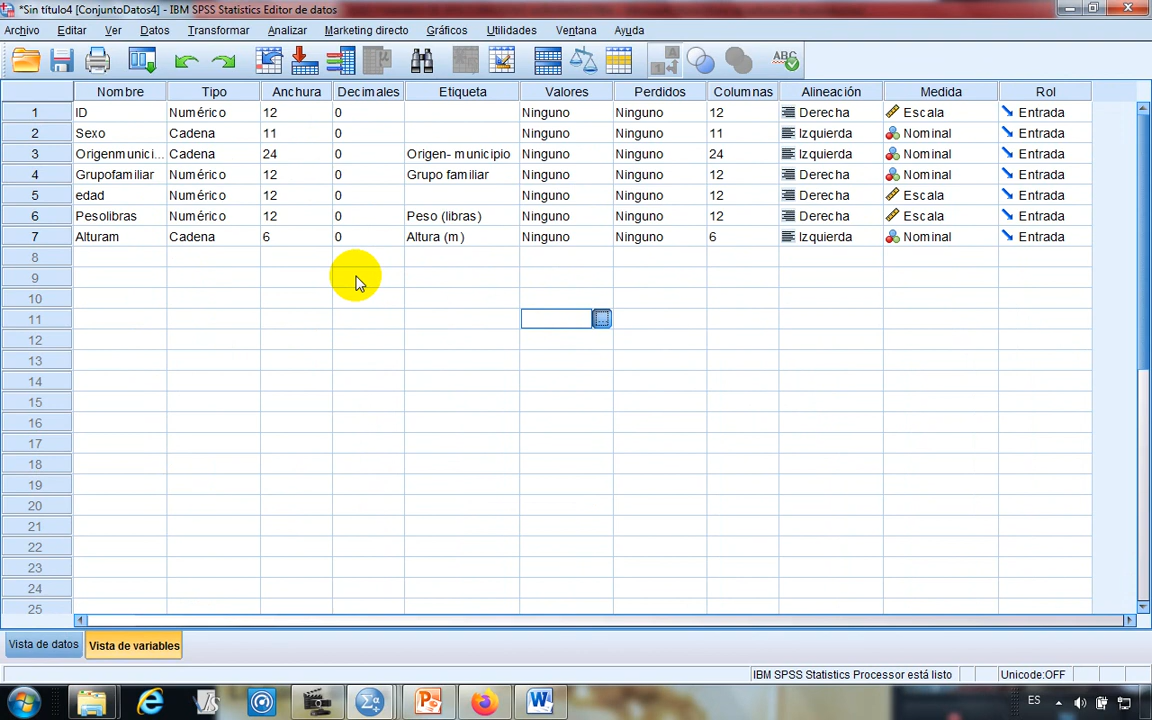 *Sin título4 [ConjuntoDatos4] - IBM SPSS Statistics Editor de datos
Archivo Editar Ver Datos Transformar Analizar Marketing directo Gráficos Utilidades Ventana Ayuda
Nombre Tipo Anchura Decimales Etiqueta Valores Perdidos Columnas Alineación Medida Rol
1 ID Numérico 12 0 Ninguno Ninguno 12 Derecha Escala Entrada
2 Sexo Cadena 11 0 Ninguno Ninguno 11 Izquierda Nominal Entrada
3 Origenmunici... Cadena 24 0 Origen- municipio Ninguno Ninguno 24 Izquierda Nominal Entrada
4 Grupofamiliar Numérico 12 0 Grupo familiar Ninguno Ninguno 12 Derecha Nominal Entrada
5 edad Numérico 12 0 Ninguno Ninguno 12 Derecha Escala Entrada
6 Pesolibras Numérico 12 0 Peso (libras) Ninguno Ninguno 12 Derecha Escala Entrada
7 Alturam Cadena 6 0 Altura (m) Ninguno Ninguno 6 Izquierda Nominal Entrada
8
9
10
11
12
13
14
15
16
17
18
19
20
21
22
23
24
25
Vista de datos Vista de variables
IBM SPSS Statistics Processor está listo Unicode:OFF
ES